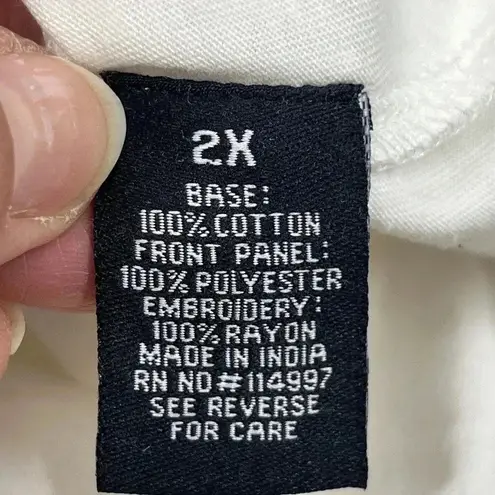 2X
BASE:
100% COTTON
FRONT PANEL:
100% POLYESTER
EMBROIDERY:
100% RAYON
MADE IN INDIA
RN NO#114997
SEE REVERSE
FOR CARE